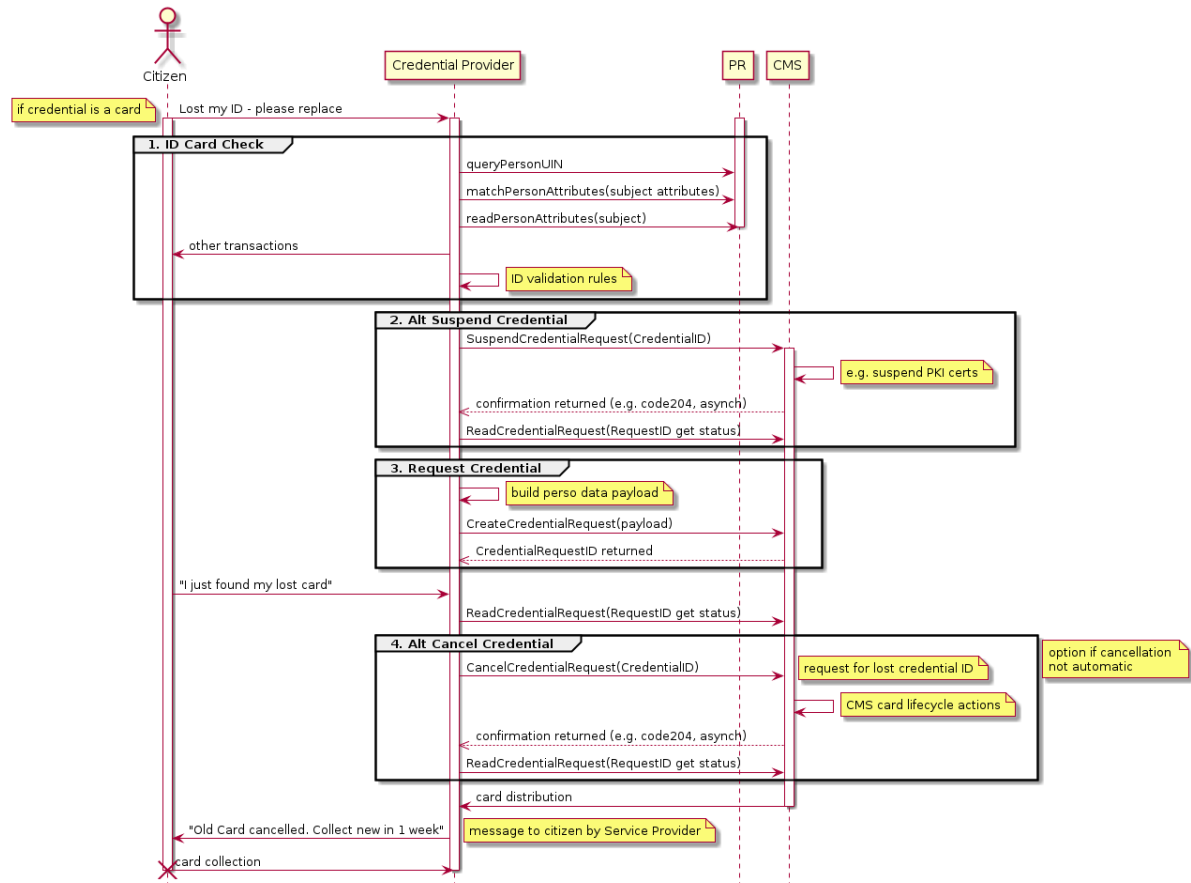 Citizen
Credential Provider
PR
CMS
if credential is a card
Lost my ID - please replace
1. ID Card Check
queryPersonUIN
matchPersonAttributes(subject attributes)
readPersonAttributes(subject)
other transactions
ID validation rules
2. Alt Suspend Credential
SuspendCredentialRequest(CredentialID)
e.g. suspend PKI certs
confirmation returned (e.g. code204, asynch)
ReadCredentialRequest(RequestID get status)
3. Request Credential
build perso data payload
CreateCredentialRequest(payload)
CredentialRequestID returned
"I just found my lost card"
ReadCredentialRequest(RequestID get status)
4. Alt Cancel Credential
option if cancellation
not automatic
CancelCredentialRequest(CredentialID)
request for lost credential ID
CMS card lifecycle actions
confirmation returned (e.g. code204, asynch)
ReadCredentialRequest(RequestID get status)
card distribution
"Old Card cancelled. Collect new in 1 week"
message to citizen by Service Provider
card collection